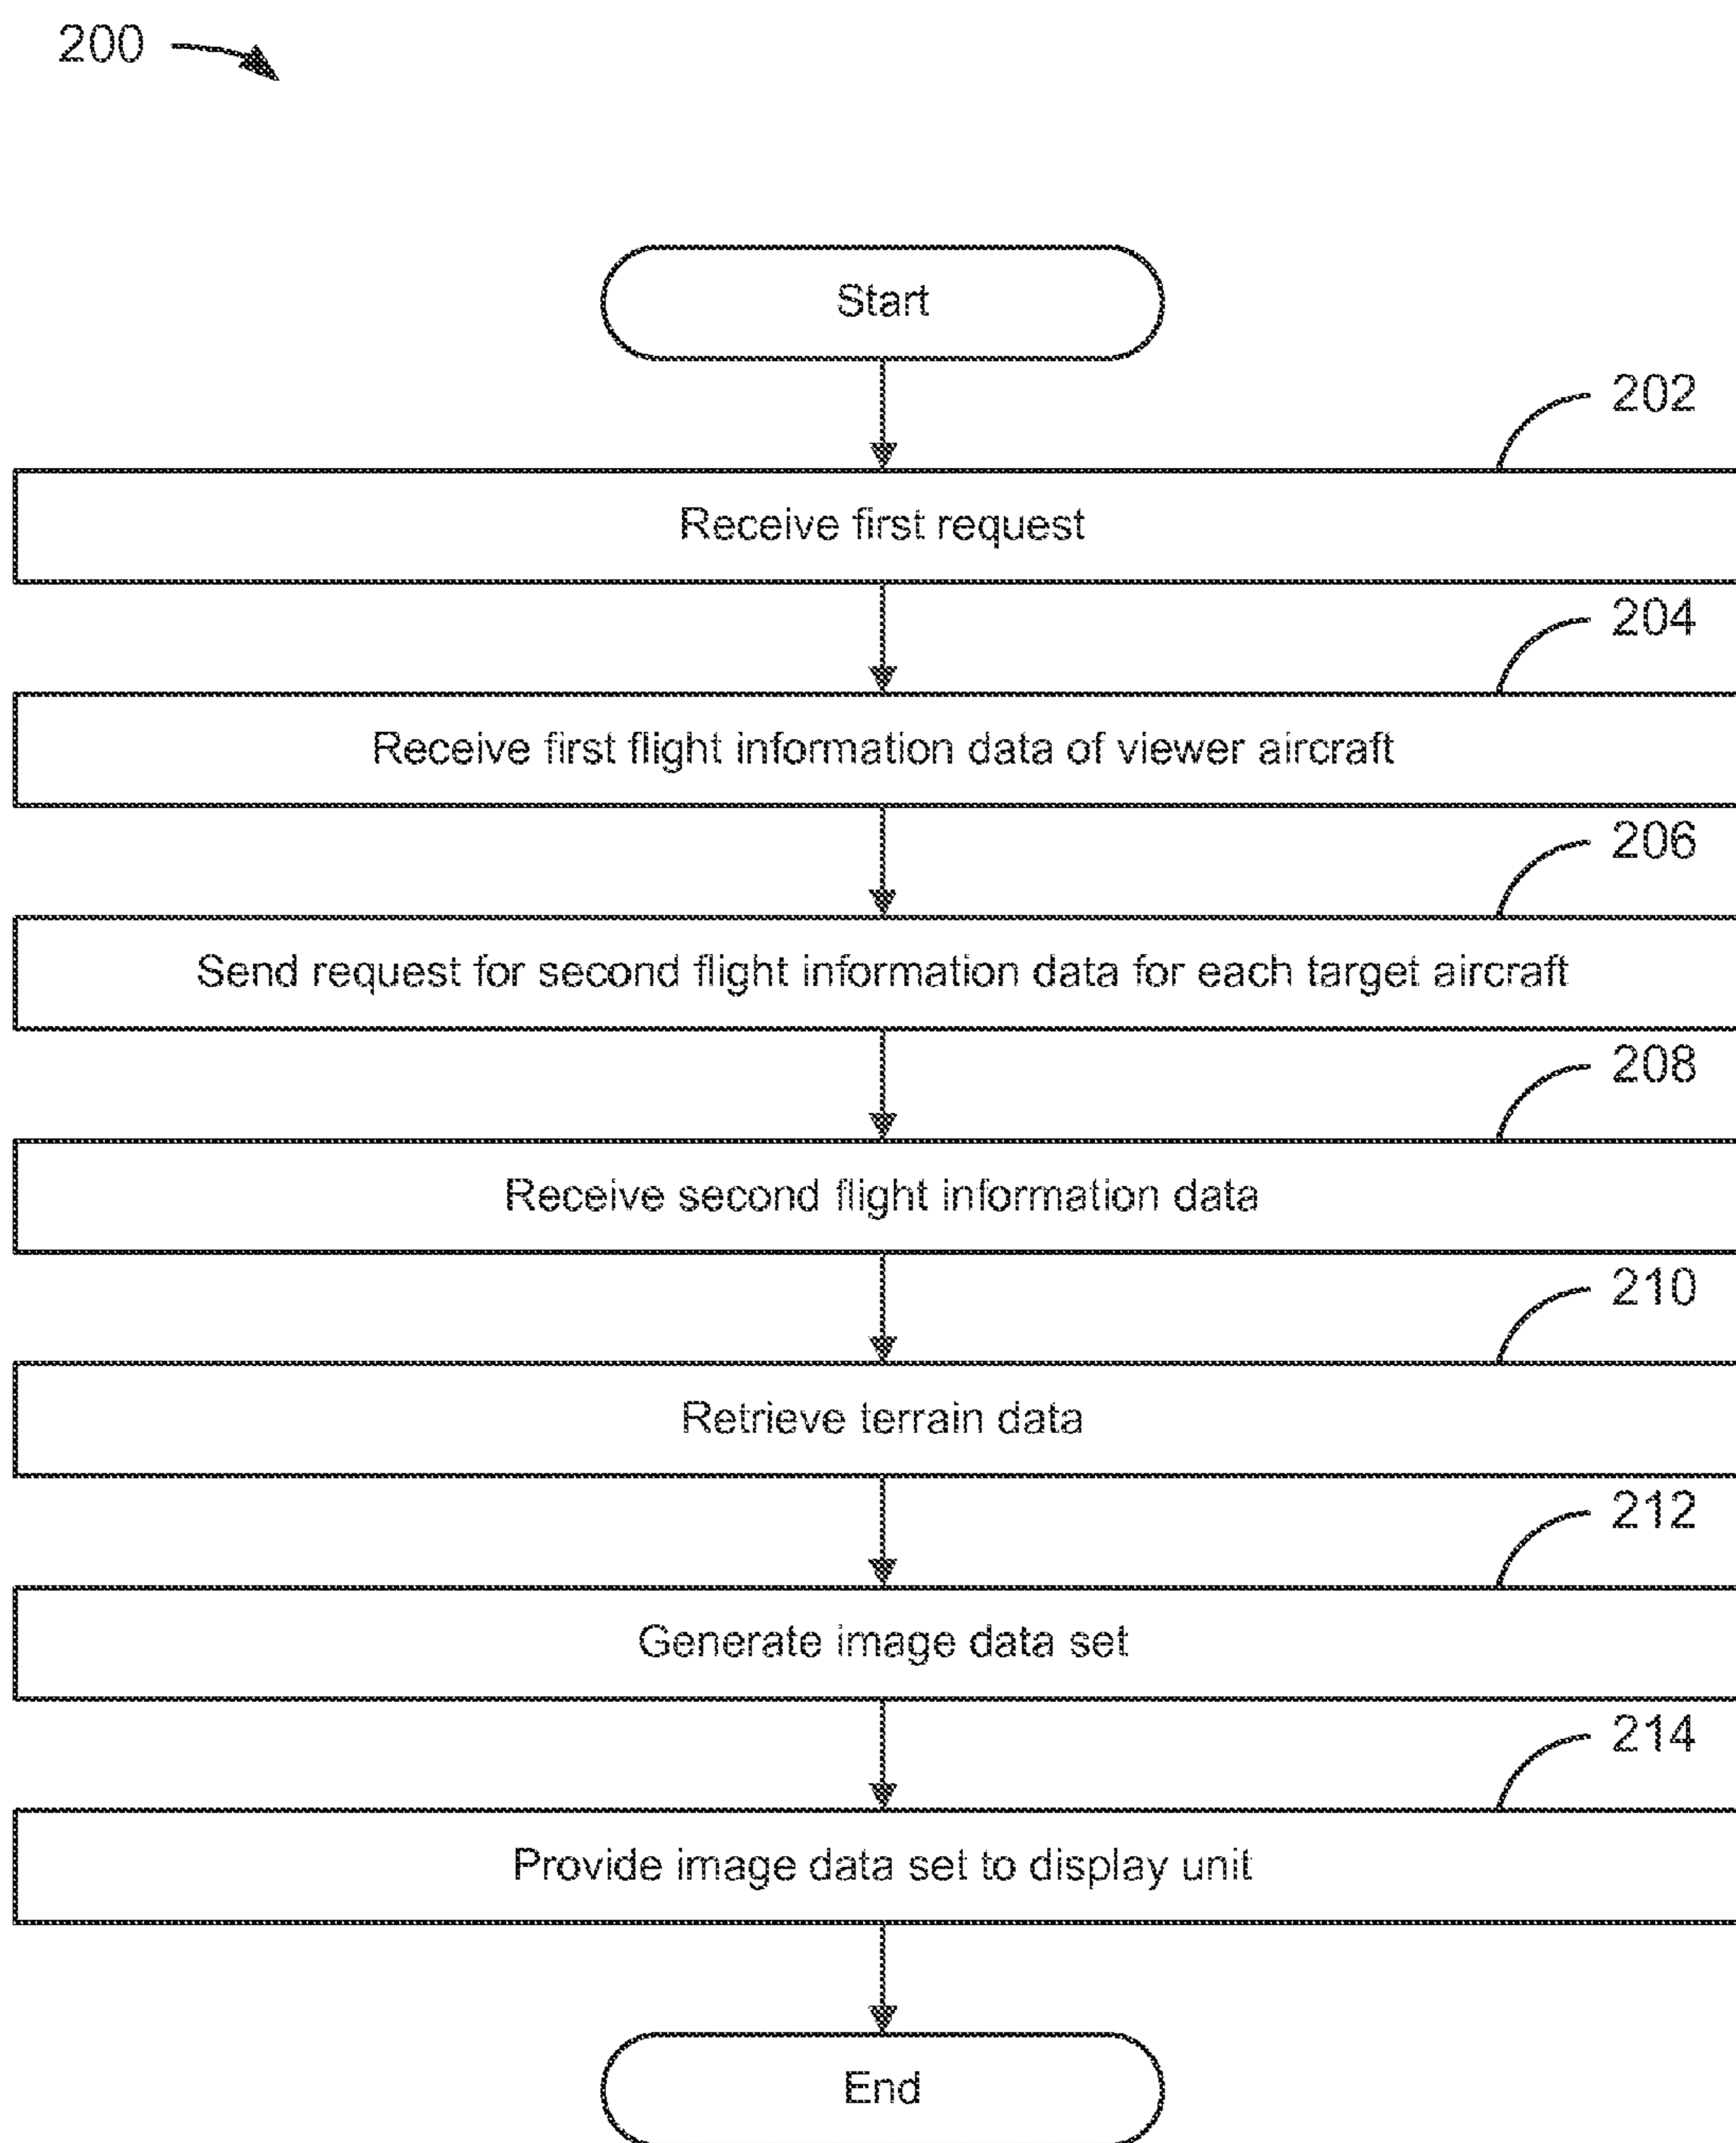 200
Start
202
Receive first request
204
Receive first flight information data of viewer aircraft
206
Send request for second flight information data for each target aircraft
208
Receive second flight information data
210
Retrieve terrain data
212
Generate image data set
214
Provide image data set to display unit
End